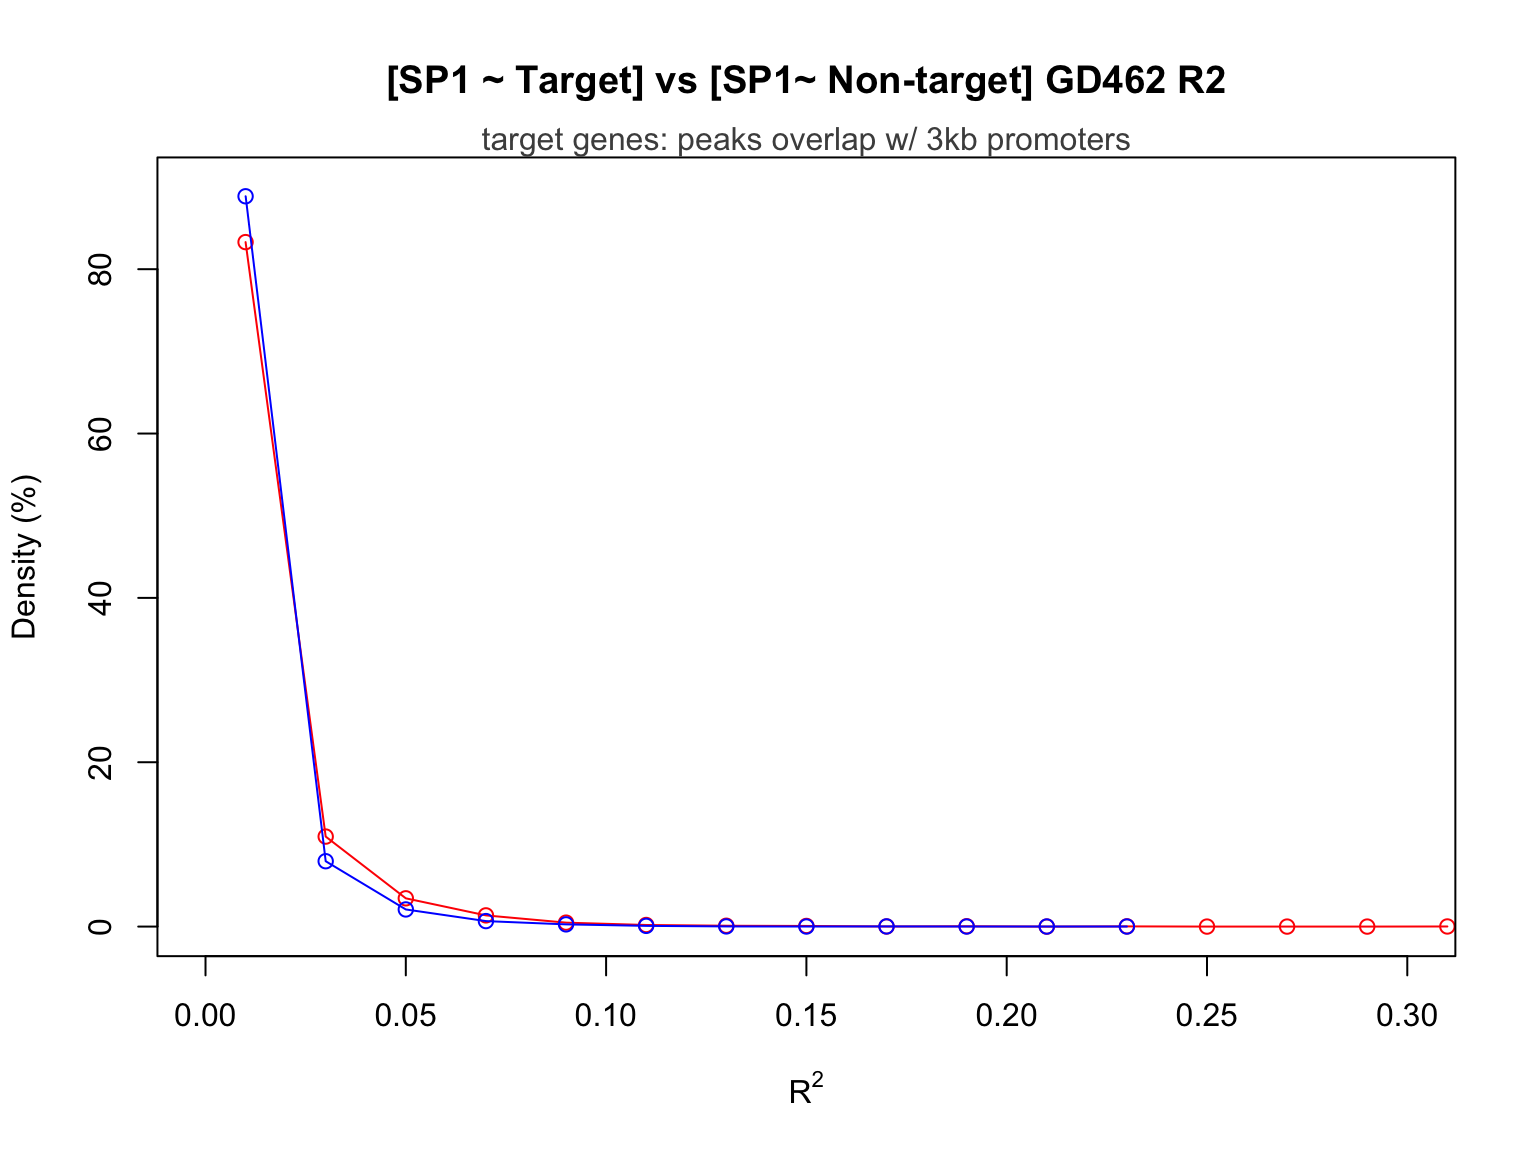 [SP1 ~ Target] vs [SP1~ Non-target] GD462 R2
target genes: peaks overlap w/ 3kb promoters
Density (%)
80
60
40
20
0
0.00 0.05 0.10 0.15 0.20 0.25 0.30
R²